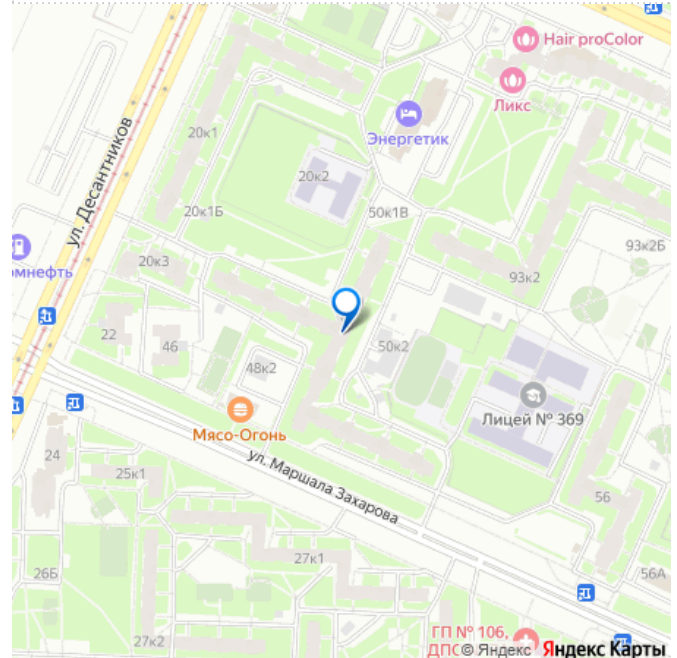 Hair proColor
Ликс
Энергетик
20к1
20к2
ул. Десантников
20к1Б
50к1В
93к2Б
омнефть
20к3
93к2
22
46
50к2
48к2
Лицей № 369
Мясо-Огонь
24
ул. Маршала Захарова
25к1
56
27к1
26Б
56А
27к2
ГП № 106,
ДПС
© Яндекс Яндекс Карты